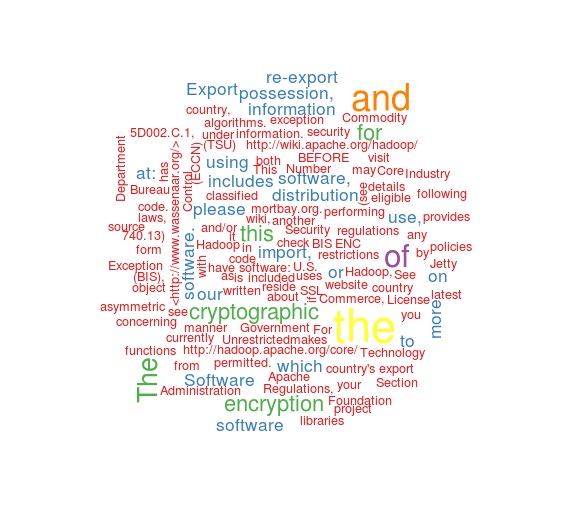 re-export
Export possession, and
country, information Commodity
algorithms. exception
5D002.C.1, under information. security for
(TSU) http://wiki.apache.org/hadoop/
Department has using both BEFORE visit
at: This Number may Core Industry
Bureau Control (ECCN) includes software, (see details
classified distribution eligible following
code. please mortbay.org. performing use, provides
laws, wiki, another
source and/or this Security regulations any
740.13) <http://www.wassenaar.org/>
form Hadoop in check BIS ENC policies
code import, restrictions of by
Exception with have software: U.S. or Hadoop, See Jetty
(BIS), software. as is included uses website country on
object our written reside SSL latest
about if Commerce, License
asymmetric see cryptographic the you more
concerning manner Government For
currently Unrestricted makes to
functions http://hadoop.apache.org/core/ Technology
The from permitted. which country's export
Software Apache
Administration Regulations, your Section
encryption Foundation
project
software libraries
it